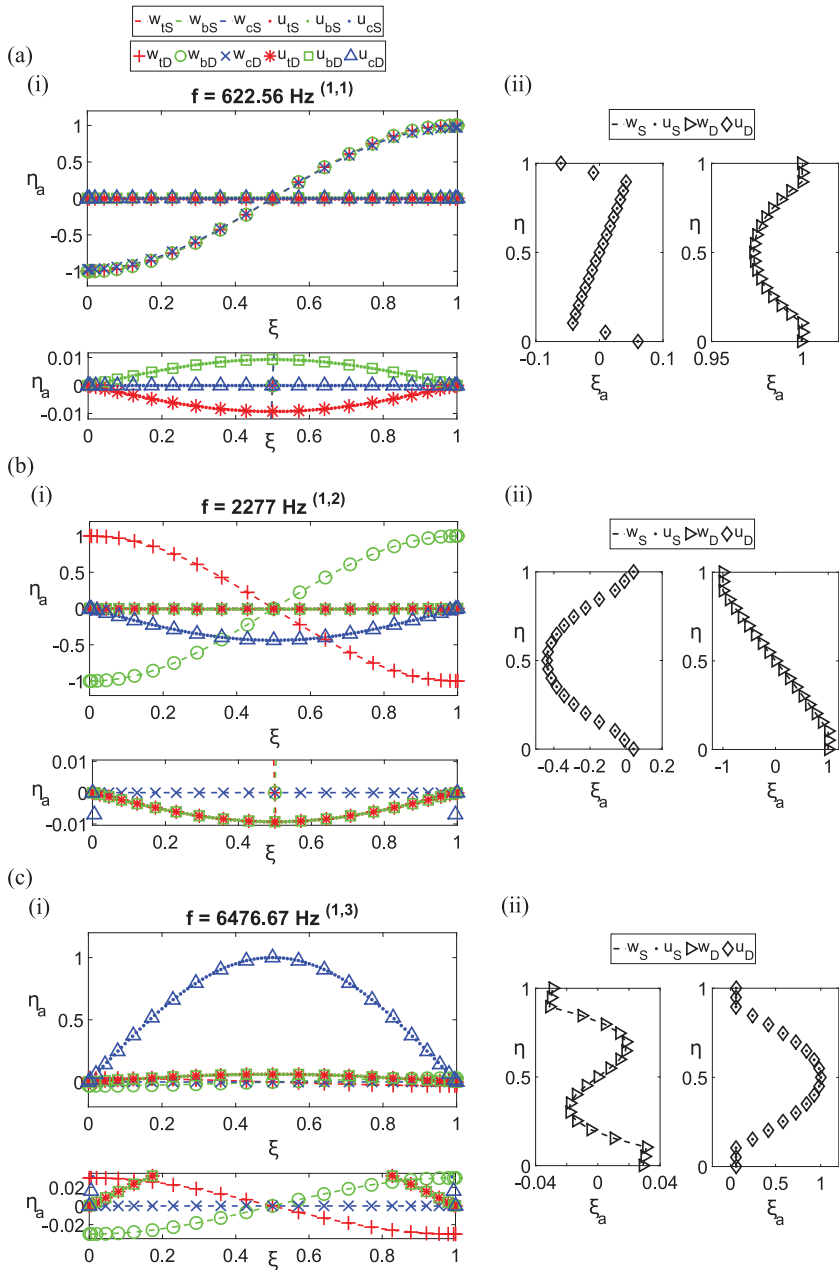 w_tS w_bS w_cS u_tS u_bS u_cS
w_tD w_bD w_cD u_tD u_bD u_cD
(a)
(i)
f = 622.56 Hz (1,1)
1
0.5
0
-0.5
-1
η_a
0 0.2 0.4 0.6 0.8 1
ξ
0.01
0
-0.01
η_a
0 0.2 0.4 0.6 0.8 1
ξ
(ii)
w_S u_S w_D u_D
1
0.5
0
η
-0.1 0 0.1
ξ_a
1
0.5
0
η
0.95 1
ξ_a
(b)
(i)
f = 2277 Hz (1,2)
1
0.5
0
-0.5
-1
η_a
0 0.2 0.4 0.6 0.8 1
ξ
0.01
0
-0.01
η_a
0 0.2 0.4 0.6 0.8 1
ξ
(ii)
w_S u_S w_D u_D
1
0.5
0
η
-0.4 -0.2 0 0.2
ξ_a
1
0.5
0
η
-1 0 1
ξ_a
(c)
(i)
f = 6476.67 Hz (1,3)
1
0.5
0
η_a
0 0.2 0.4 0.6 0.8 1
ξ
0.02
0
-0.02
η_a
0 0.2 0.4 0.6 0.8 1
ξ
(ii)
w_S u_S w_D u_D
1
0.5
0
η
-0.04 0 0.04
ξ_a
1
0.5
0
η
0 0.5 1
ξ_a